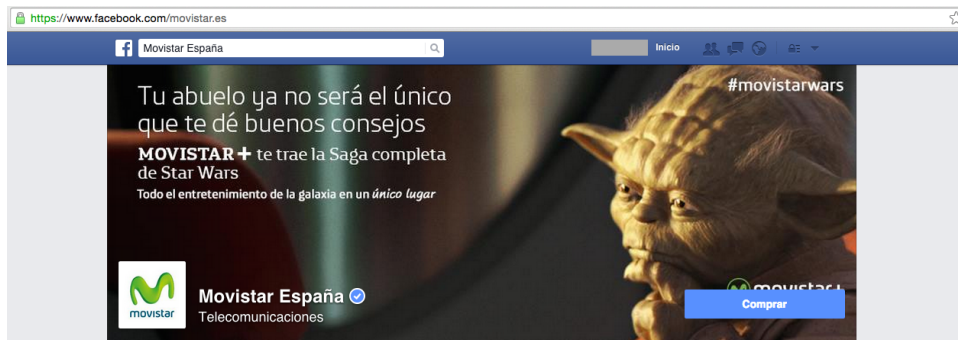 https://www.facebook.com/movistar.es
Movistar España
Inicio
Tu abuelo ya no será el único
que te dé buenos consejos
MOVISTAR+ te trae la Saga completa
de Star Wars
Todo el entretenimiento de la galaxia en un único lugar
#movistarwars
movistar
Movistar España
Telecomunicaciones
Comprar